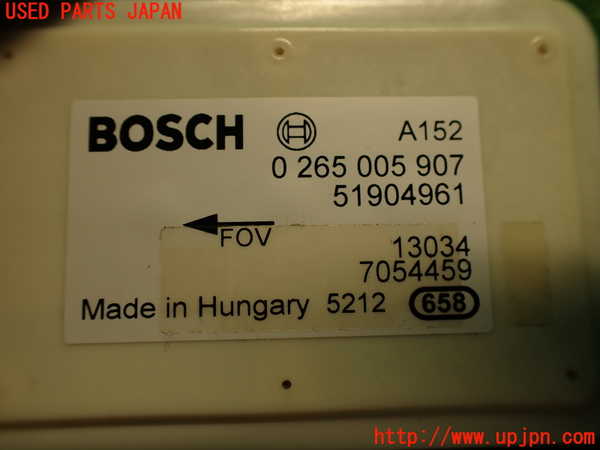 USED PARTS JAPAN
BOSCH A152
0 265 005 907
51904961
FOV
13034
7054459
Made in Hungary 5212 658
http://www.upjpn.com/